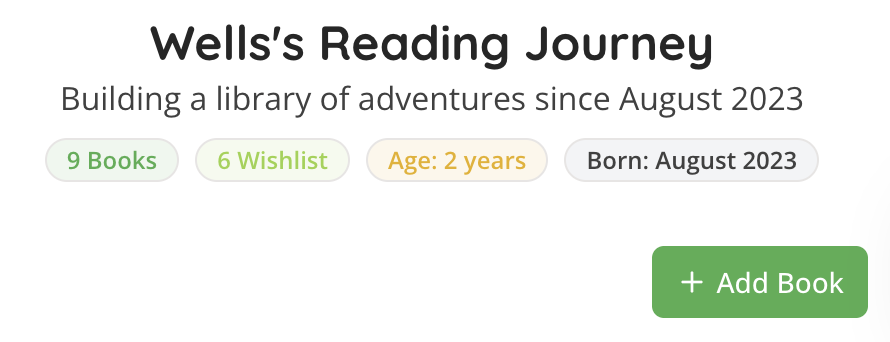 Wells's Reading Journey
Building a library of adventures since August 2023
9 Books 6 Wishlist Age: 2 years Born: August 2023
+ Add Book